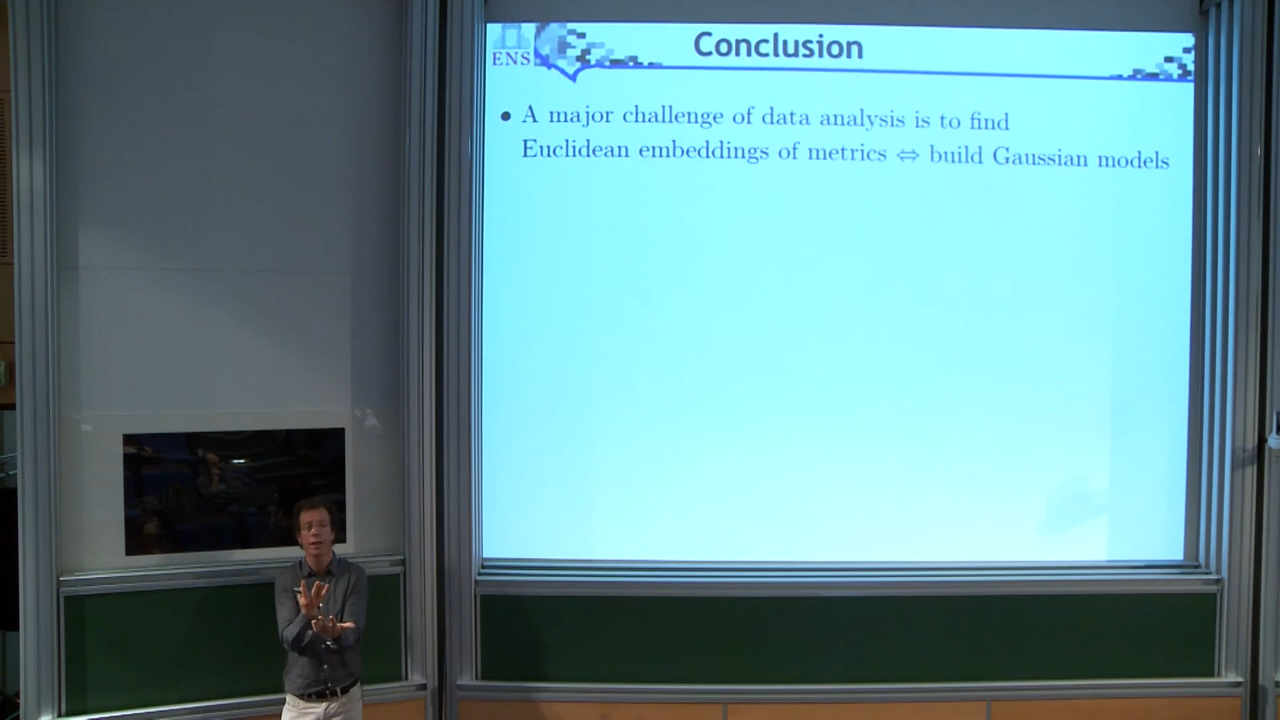 ENS
Conclusion
• A major challenge of data analysis is to find
Euclidean embeddings of metrics ⇔ build Gaussian models